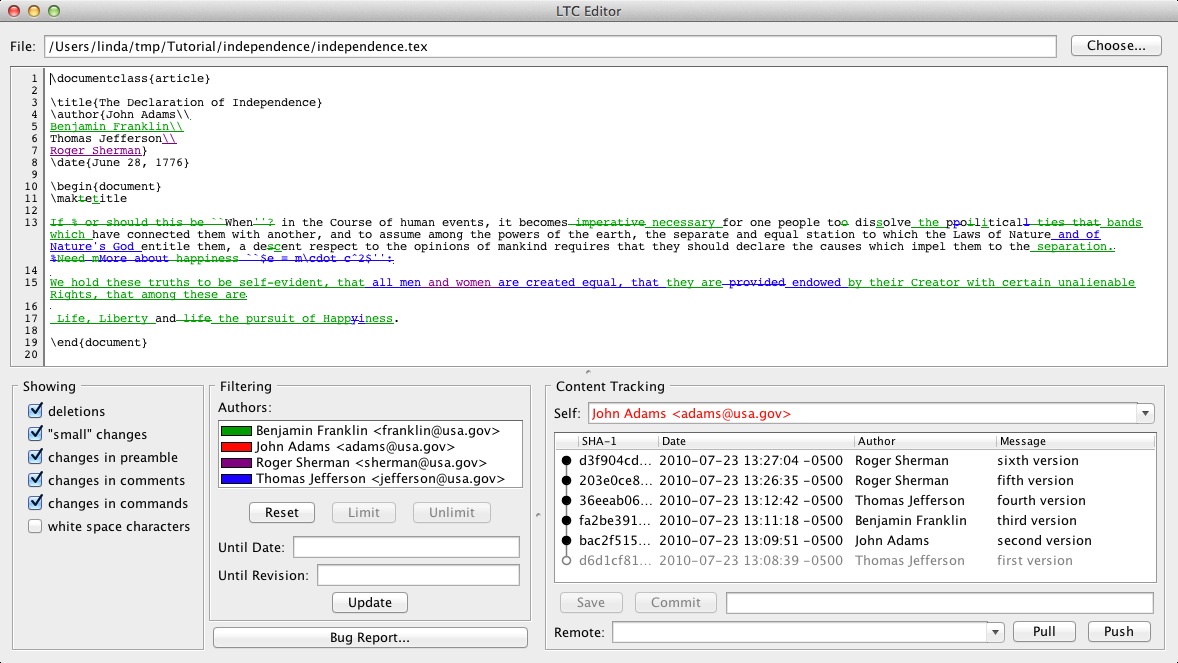 LTC Editor
File: /Users/linda/tmp/Tutorial/independence/independence.tex Choose...
1 \documentclass{article}
2
3 \title{The Declaration of Independence}
4 \author{John Adams\\
5 Benjamin Franklin\\
6 Thomas Jefferson\\
7 Roger Sherman}
8 \date{June 28, 1776}
9
10 \begin{document}
11 \maktetitle
12
13 If % or should this be ``When''? in the Course of human events, it becomes imperative necessary for one people too dissolve the ppoiliticall ties that bands
which have connected them with another, and to assume among the powers of the earth, the separate and equal station to which the Laws of Nature and of
Nature's God entitle them, a descent respect to the opinions of mankind requires that they should declare the causes which impel them to the separation.
%Need mMore about happiness ``$e = m\cdot c^2$'':
14
15 We hold these truths to be self-evident, that all men and women are created equal, that they are provided endowed by their Creator with certain unalienable
Rights, that among these are
16
17 Life, Liberty and life the pursuit of Happyiness.
18
19 \end{document}
20
Showing
deletions
"small" changes
changes in preamble
changes in comments
changes in commands
white space characters
Filtering
Authors:
Benjamin Franklin <franklin@usa.gov>
John Adams <adams@usa.gov>
Roger Sherman <sherman@usa.gov>
Thomas Jefferson <jefferson@usa.gov>
Reset Limit Unlimit
Until Date:
Until Revision:
Update
Bug Report...
Content Tracking
Self: John Adams <adams@usa.gov>
SHA-1 Date Author Message
d3f904cd... 2010-07-23 13:27:04 -0500 Roger Sherman sixth version
203e0ce8... 2010-07-23 13:26:35 -0500 Roger Sherman fifth version
36eeab06... 2010-07-23 13:12:42 -0500 Thomas Jefferson fourth version
fa2be391... 2010-07-23 13:11:18 -0500 Benjamin Franklin third version
bac2f515... 2010-07-23 13:09:51 -0500 John Adams second version
d6d1cf81... 2010-07-23 13:08:39 -0500 Thomas Jefferson first version
Save Commit
Remote: Pull Push